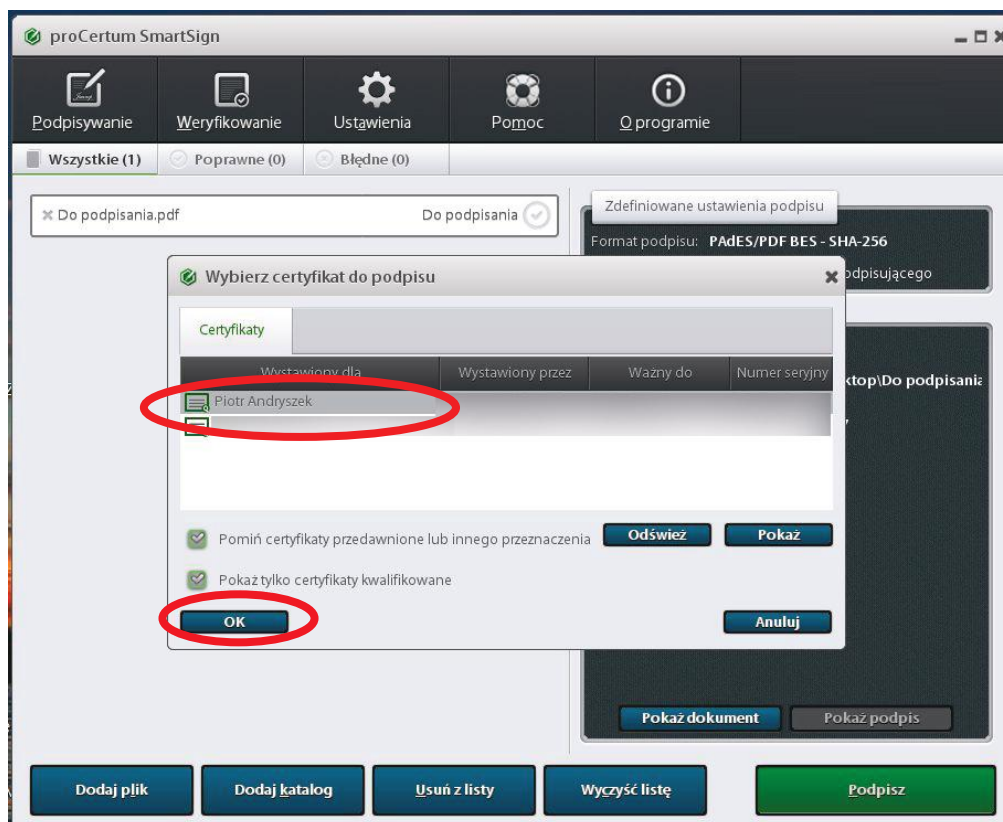 proCertum SmartSign
Podpisywanie Weryfikowanie Ustawienia Pomoc O programie
Wszystkie (1) Poprawne (0) Błędne (0)
Do podpisania.pdf Do podpisania
Zdefiniowane ustawienia podpisu
Format podpisu: PAdES/PDF BES - SHA-256
odpisującego
Wybierz certyfikat do podpisu
Certyfikaty
Wystawiony dla Wystawiony przez Ważny do Numer seryjny
ktop\Do podpisania
Piotr Andryszek
Pomiń certyfikaty przedawnione lub innego przeznaczenia Odśwież Pokaż
Pokaż tylko certyfikaty kwalifikowane
OK Anuluj
Pokaż dokument Pokaż podpis
Dodaj plik Dodaj katalog Usuń z listy Wyczyść listę Podpisz